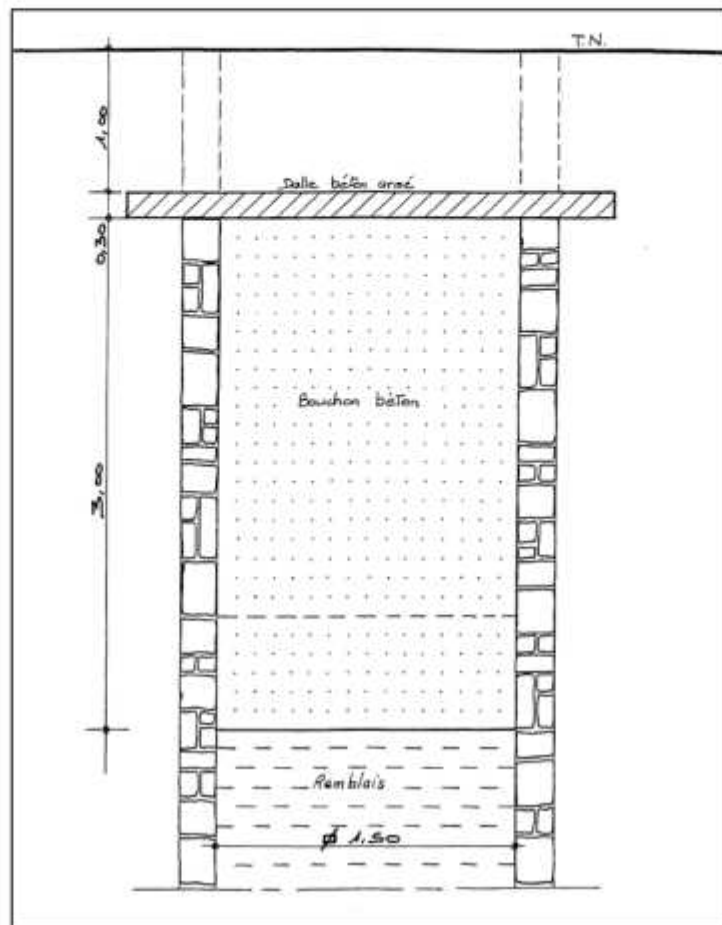 T.N.
1,00
Dalle béton armé
0,30
Bouchon béton
3,00
Remblais
Ø 1.50